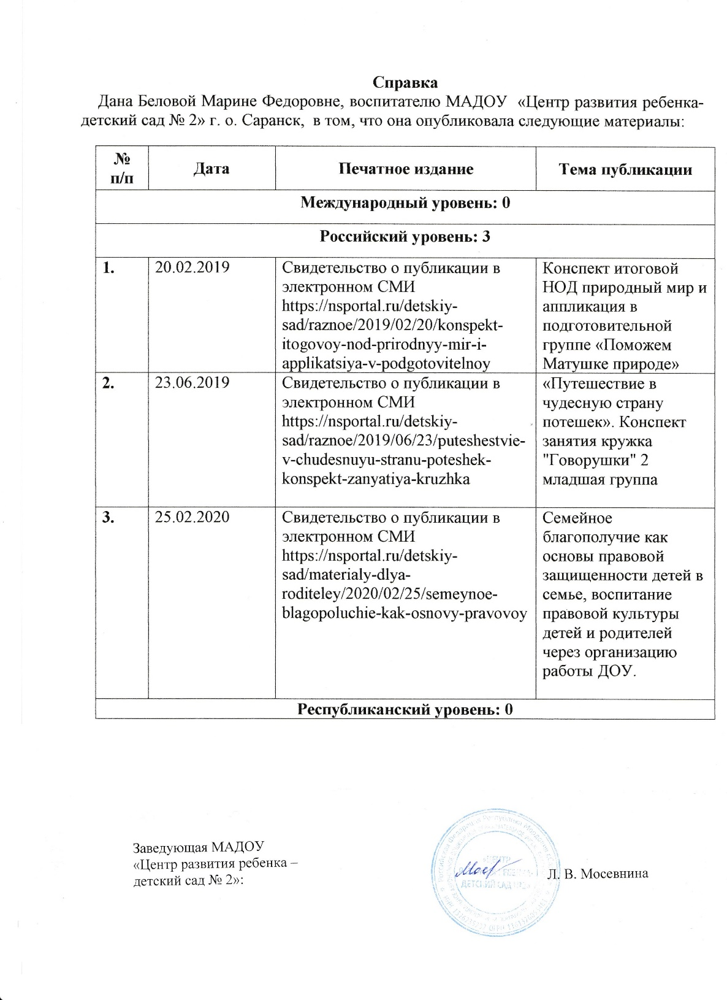 Справка
Дана Беловой Марине Федоровне, воспитателю МАДОУ «Центр развития ребенка-
детский сад № 2» г. о. Саранск, в том, что она опубликовала следующие материалы:
№
п/п
Дата
Печатное издание
Тема публикации
Международный уровень: 0
Российский уровень: 3
1.
20.02.2019
Свидетельство о публикации в
электронном СМИ
https://nsportal.ru/detskiy-
sad/raznoe/2019/02/20/konspekt-
itogovoy-nod-prirodnyy-mir-i-
applikatsiya-v-podgotovitelnoy
Конспект итоговой
НОД природный мир и
аппликация в
подготовительной
группе «Поможем
Матушке природе»
2.
23.06.2019
Свидетельство о публикации в
электронном СМИ
https://nsportal.ru/detskiy-
sad/raznoe/2019/06/23/puteshestvie-
v-chudesnuyu-stranu-poteshek-
konspekt-zanyatiya-kruzhka
«Путешествие в
чудесную страну
потешек». Конспект
занятия кружка
"Говорушки" 2
младшая группа
3.
25.02.2020
Свидетельство о публикации в
электронном СМИ
https://nsportal.ru/detskiy-
sad/materialy-dlya-
roditeley/2020/02/25/semeynoe-
blagopoluchie-kak-osnovy-pravovoy
Семейное
благополучие как
основы правовой
защищенности детей в
семье, воспитание
правовой культуры
детей и родителей
через организацию
работы ДОУ.
Республиканский уровень: 0
Заведующая МАДОУ
«Центр развития ребенка –
детский сад № 2»:
Российская Федерация Республика Мордовия
ЦЕНТР
ДЕТСКИЙ САД
Л. В. Мосевнина